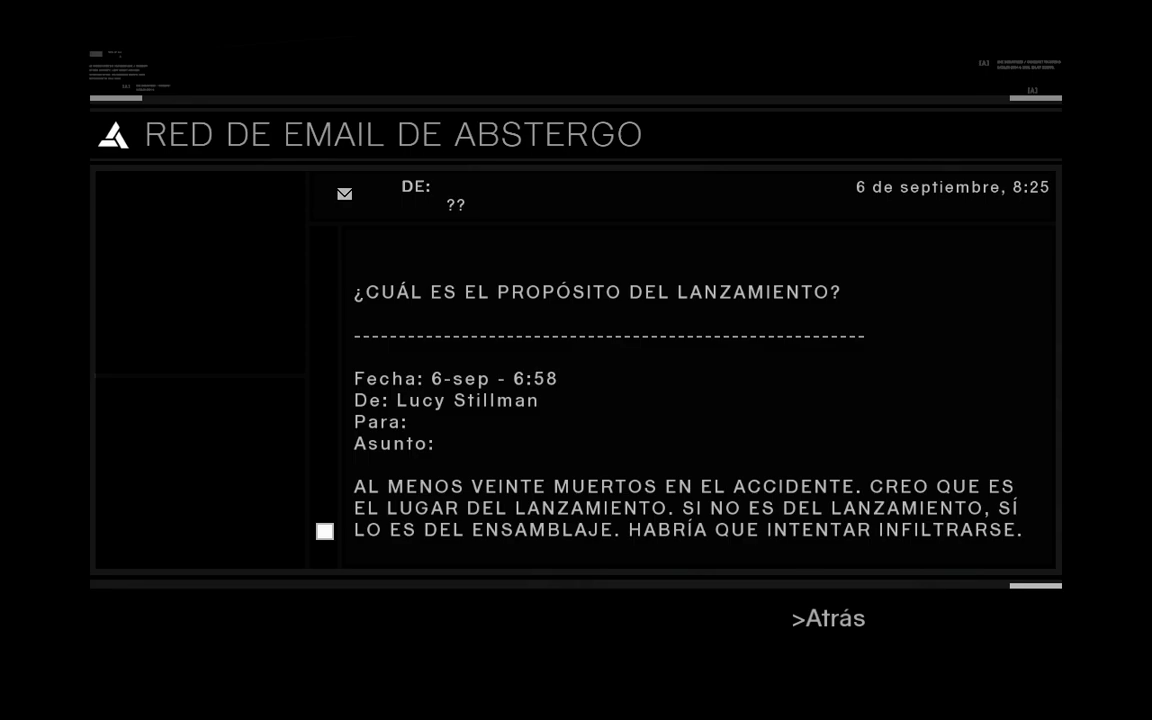 RED DE EMAIL DE ABSTERGO
DE:
6 de septiembre, 8:25
??
¿CUÁL ES EL PROPÓSITO DEL LANZAMIENTO?
---------------------------------------------------------
Fecha: 6-sep - 6:58
De: Lucy Stillman
Para:
Asunto:
AL MENOS VEINTE MUERTOS EN EL ACCIDENTE. CREO QUE ES
EL LUGAR DEL LANZAMIENTO. SI NO ES DEL LANZAMIENTO, SÍ
LO ES DEL ENSAMBLAJE. HABRÍA QUE INTENTAR INFILTRARSE.
>Atrás